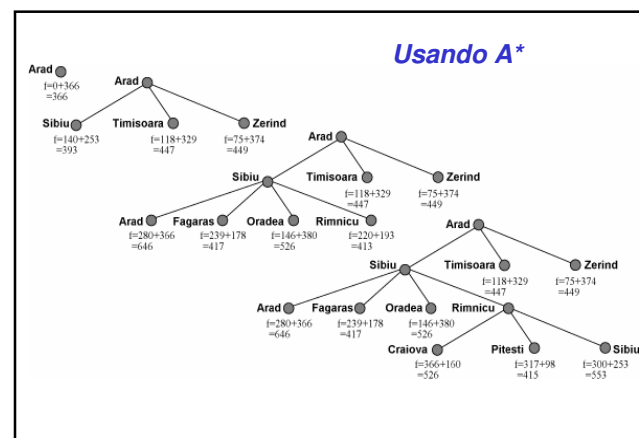 Usando A*
Arad
f=0+366
=366
Arad
Sibiu
f=140+253
=393
Timisoara
f=118+329
=447
Zerind
f=75+374
=449
Arad
Sibiu
Timisoara
f=118+329
=447
Zerind
f=75+374
=449
Arad
f=280+366
=646
Fagaras
f=239+178
=417
Oradea
f=146+380
=526
Rimnicu
f=220+193
=413
Arad
Sibiu
Timisoara
f=118+329
=447
Zerind
f=75+374
=449
Arad
f=280+366
=646
Fagaras
f=239+178
=417
Oradea
f=146+380
=526
Rimnicu
Craiova
f=366+160
=526
Pitesti
f=317+98
=415
Sibiu
f=300+253
=553